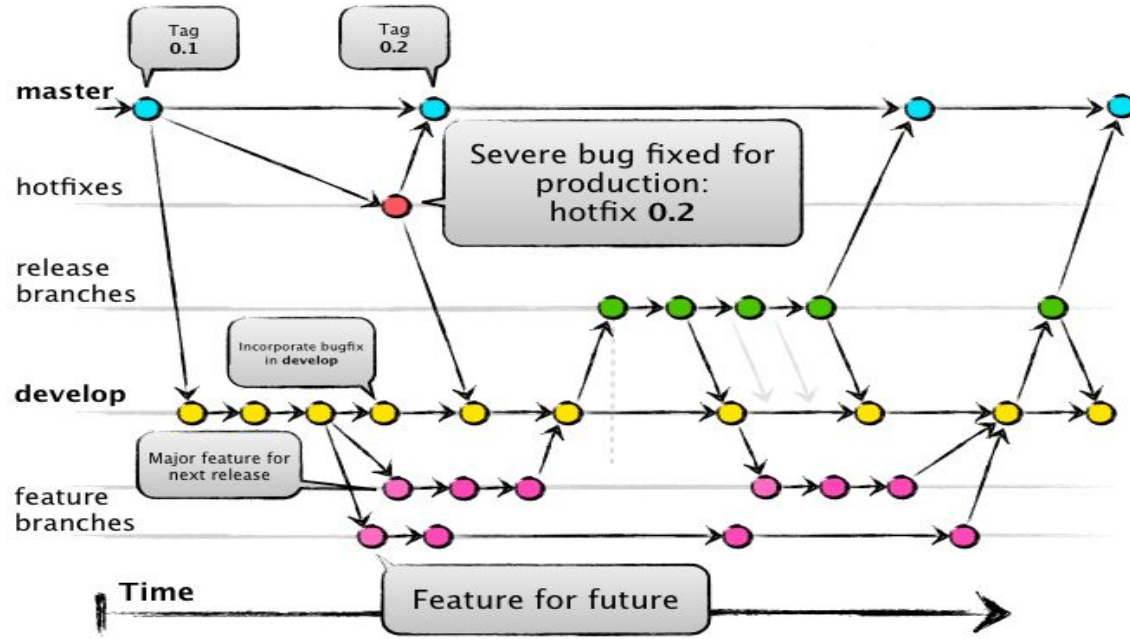 Tag
0.1
Tag
0.2
master
Severe bug fixed for
production:
hotfix 0.2
hotfixes
release
branches
Incorporate bugfix
in develop
develop
Major feature for
next release
feature
branches
Time
Feature for future